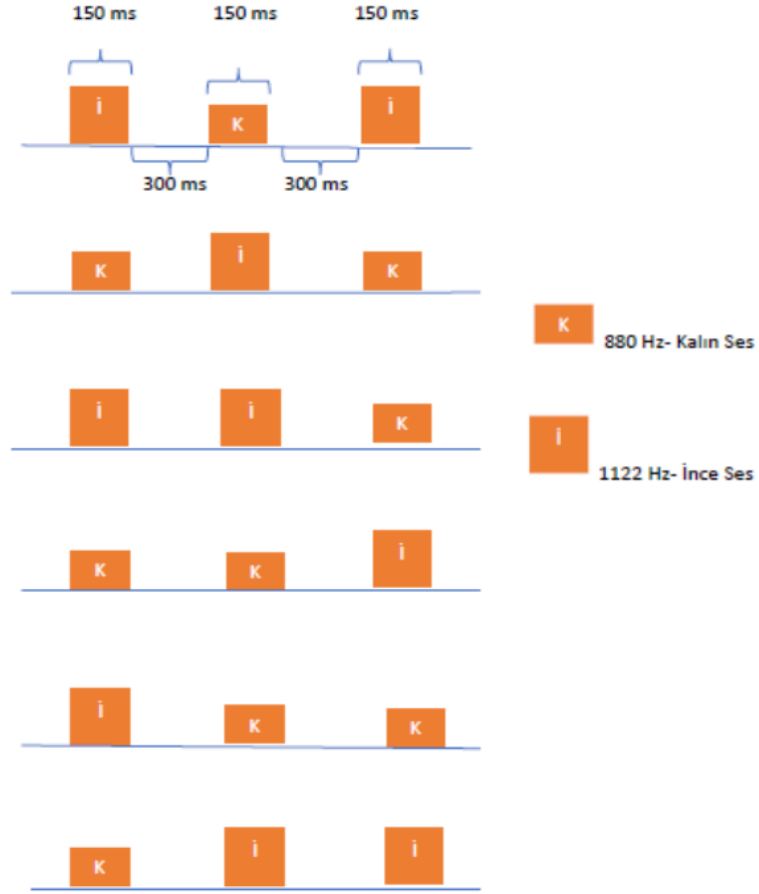 150 ms 150 ms 150 ms
İ K İ
300 ms 300 ms
K İ K
K
880 Hz- Kalın Ses
İ İ K
İ
1122 Hz- İnce Ses
K K İ
İ K K
K İ İ